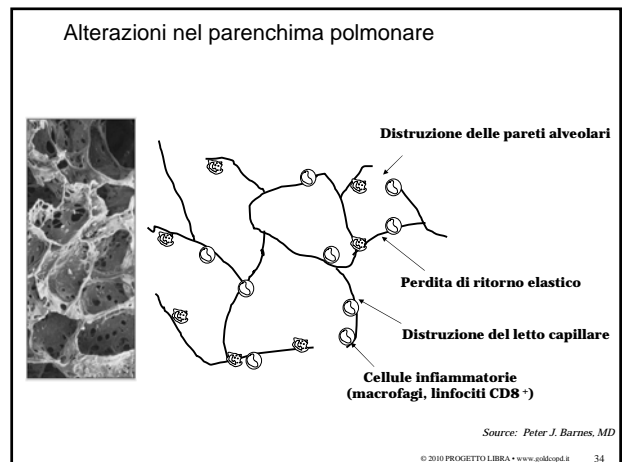 Alterazioni nel parenchima polmonare
Distruzione delle pareti alveolari
Perdita di ritorno elastico
Distruzione del letto capillare
Cellule infiammatorie
(macrofagi, linfociti CD8⁺)
Source: Peter J. Barnes, MD
© 2010 PROGETTO LIBRA • www.goldcopd.it 34